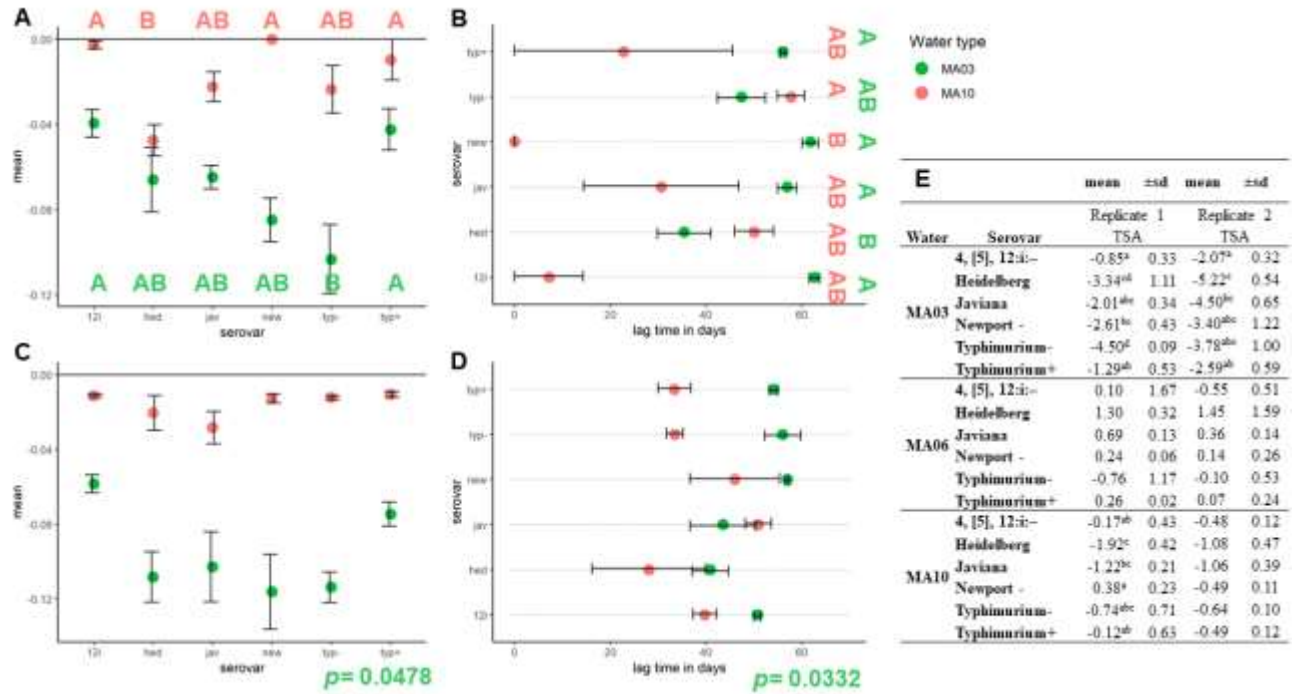 A
A B AB A AB A
0.00
-0.04
mean
-0.08
A AB AB AB B A
-0.12
12i hed jav new typ- typ+
serovar
B
typ+
AB A
typ-
A AB
new
B A
serovar
jav
AB A
hed
AB B
12i
AB A
0 20 40 60 80
lag time in days
Water type
MA03
MA10
C
0.00
-0.04
mean
-0.08
-0.12
12i hed jav new typ- typ+
serovar
p= 0.0478
D
typ+
typ-
new
serovar
jav
hed
12i
0 20 40 60 80
lag time in days
p= 0.0332
E mean ±sd mean ±sd
Replicate 1 Replicate 2
Water Serovar TSA TSA
4, [5], 12:i:– -0.85ᵃ 0.33 -2.07ᵃ 0.32
Heidelberg -3.34ᶜᵈ 1.11 -5.22ᶜ 0.54
Javiana -2.01ᵃᵇᶜ 0.34 -4.50ᵇᶜ 0.65
MA03
Newport - -2.61ᵇᶜ 0.43 -3.40ᵃᵇᶜ 1.22
Typhimurium- -4.50ᵈ 0.09 -3.78ᵃᵇᶜ 1.00
Typhimurium+ -1.29ᵃᵇ 0.53 -2.59ᵃᵇ 0.59
4, [5], 12:i:– 0.10 1.67 -0.55 0.51
Heidelberg 1.30 0.32 1.45 1.59
Javiana 0.69 0.13 0.36 0.14
MA06
Newport - 0.24 0.06 0.14 0.26
Typhimurium- -0.76 1.17 -0.10 0.53
Typhimurium+ 0.26 0.02 0.07 0.24
4, [5], 12:i:– -0.17ᵃᵇ 0.43 -0.48 0.12
Heidelberg -1.92ᶜ 0.42 -1.08 0.47
Javiana -1.22ᵇᶜ 0.21 -1.06 0.39
MA10
Newport - 0.38ᵃ 0.23 -0.49 0.11
Typhimurium- -0.74ᵃᵇᶜ 0.71 -0.64 0.10
Typhimurium+ -0.12ᵃᵇ 0.63 -0.49 0.12